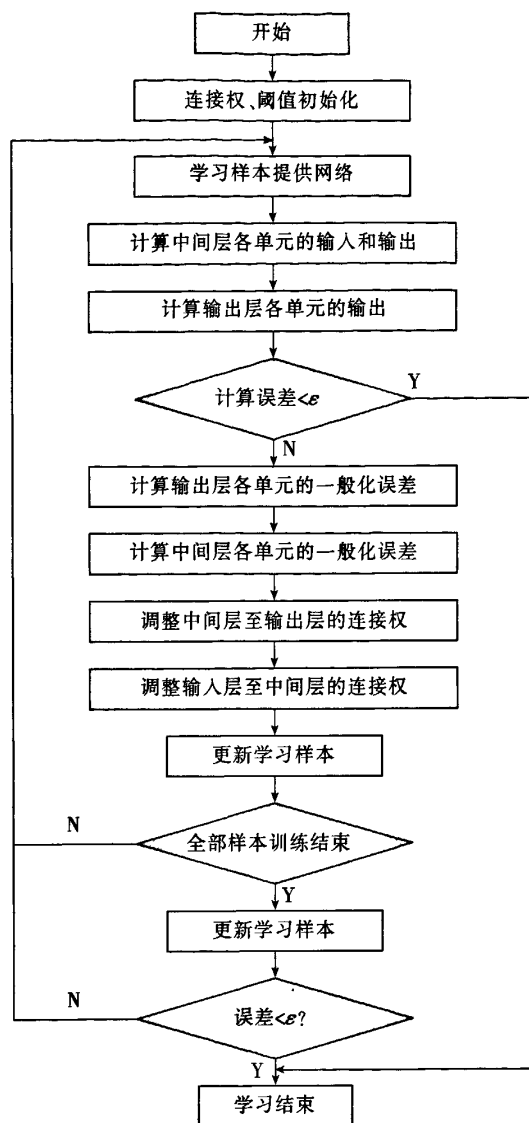 开始
连接权、阈值初始化
学习样本提供网络
计算中间层各单元的输入和输出
计算输出层各单元的输出
计算误差<ε
Y
N
计算输出层各单元的一般化误差
计算中间层各单元的一般化误差
调整中间层至输出层的连接权
调整输入层至中间层的连接权
更新学习样本
N
全部样本训练结束
Y
更新学习样本
N
误差<ε?
Y
学习结束